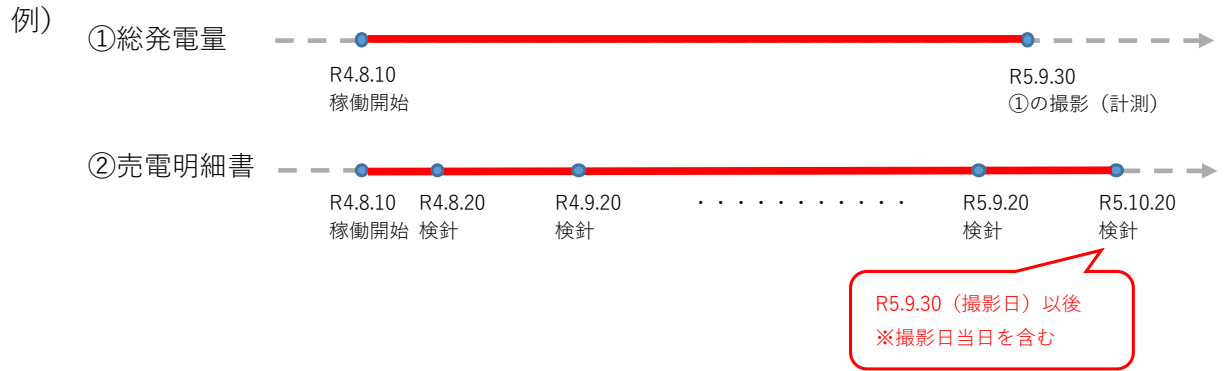 例）
①総発電量
R4.8.10
稼働開始
R5.9.30
①の撮影（計測）
②売電明細書
R4.8.10
稼働開始
R4.8.20
検針
R4.9.20
検針
・・・・・・・・・・・
R5.9.20
検針
R5.10.20
検針
R5.9.30（撮影日）以後
※撮影日当日を含む